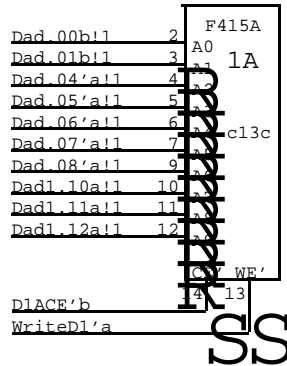 F415A
Dad.00b!1 2 A0
Dad.01b!1 3 A1 1A
Dad.04'a!1 4
Dad.05'a!1 5
Dad.06'a!1 6 c13c
Dad.07'a!1 7
Dad.08'a!1 9
Dad1.10a!1 10
Dad1.11a!1 11
Dad1.12a!1 12
WE'
14 13
D1ACE'b
WriteD1'a
SS